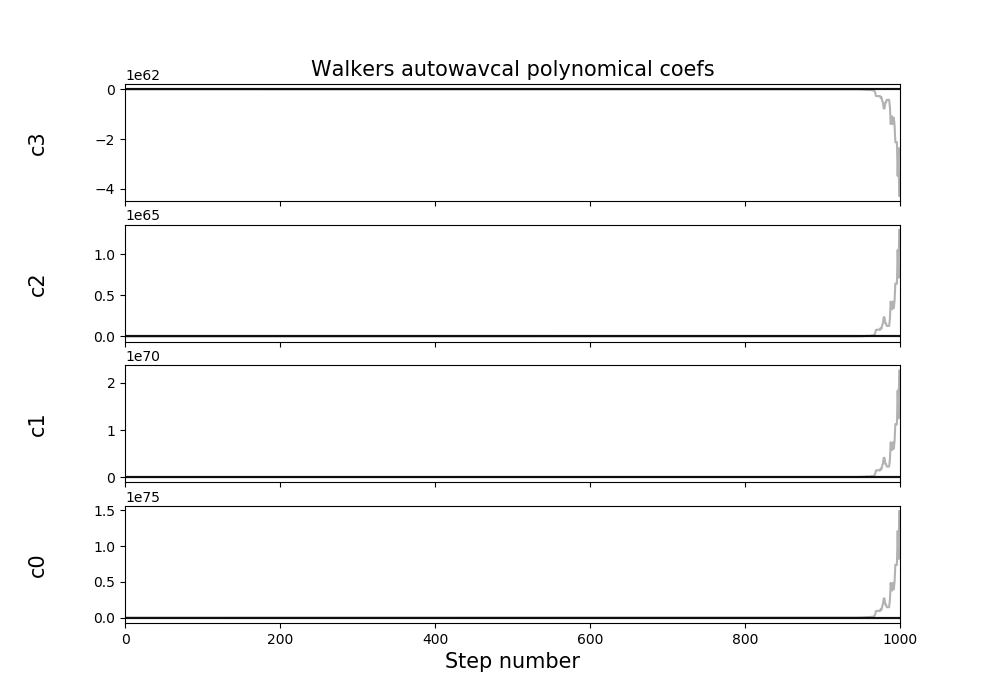 Walkers autowavcal polynomical coefs
1e62
0
−2
−4
c3
1e65
1.0
0.5
0.0
c2
1e70
2
1
0
c1
1e75
1.5
1.0
0.5
0.0
c0
0 200 400 600 800 1000
Step number